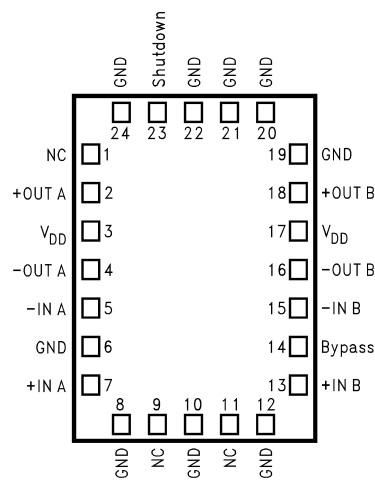 GND Shutdown GND GND GND
24 23 22 21 20
NC 1 19 GND
+OUT A 2 18 +OUT B
VDD 3 17 VDD
−OUT A 4 16 −OUT B
−IN A 5 15 −IN B
GND 6 14 Bypass
+IN A 7 13 +IN B
8 9 10 11 12
GND NC GND NC GND